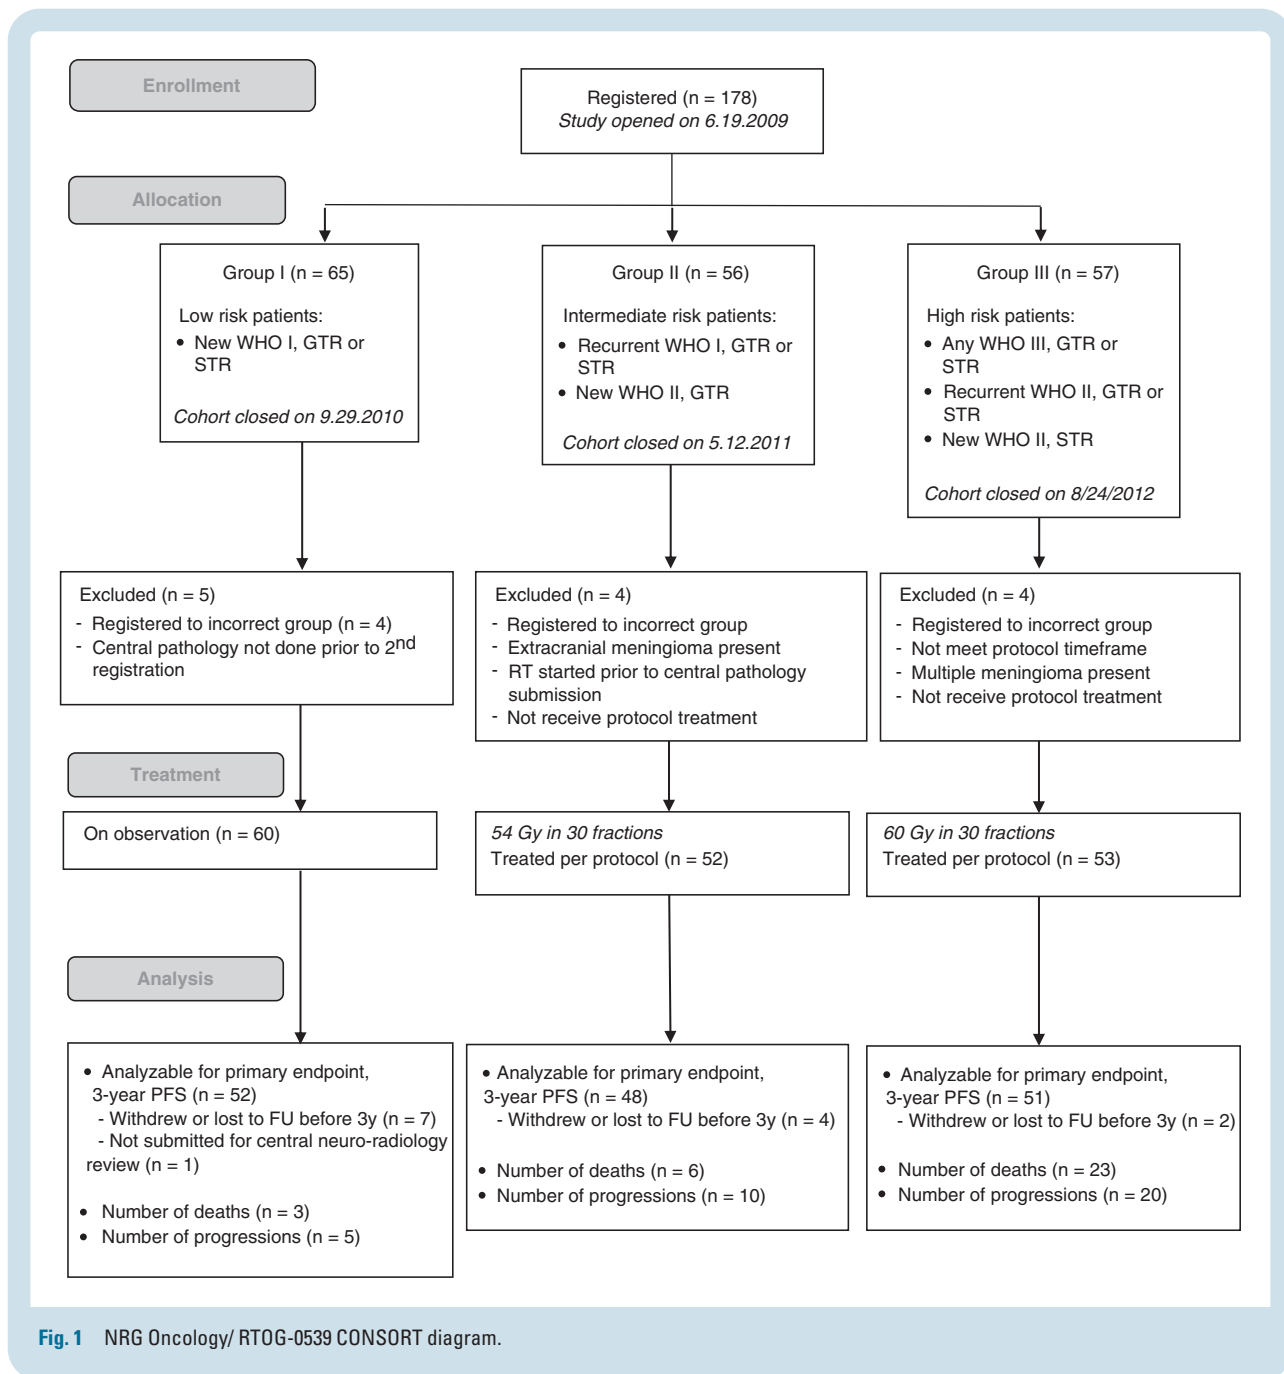 Enrollment
Registered (n = 178)
Study opened on 6.19.2009
Allocation
Group I (n = 65)
Low risk patients:
• New WHO I, GTR or
STR
Cohort closed on 9.29.2010
Group II (n = 56)
Intermediate risk patients:
• Recurrent WHO I, GTR or
STR
• New WHO II, GTR
Cohort closed on 5.12.2011
Group III (n = 57)
High risk patients:
• Any WHO III, GTR or
STR
• Recurrent WHO II, GTR or
STR
• New WHO II, STR
Cohort closed on 8/24/2012
Excluded (n = 5)
- Registered to incorrect group (n = 4)
- Central pathology not done prior to 2nd
registration
Excluded (n = 4)
- Registered to incorrect group
- Extracranial meningioma present
- RT started prior to central pathology
submission
- Not receive protocol treatment
Excluded (n = 4)
- Registered to incorrect group
- Not meet protocol timeframe
- Multiple meningioma present
- Not receive protocol treatment
Treatment
On observation (n = 60)
54 Gy in 30 fractions
Treated per protocol (n = 52)
60 Gy in 30 fractions
Treated per protocol (n = 53)
Analysis
• Analyzable for primary endpoint,
3-year PFS (n = 52)
- Withdrew or lost to FU before 3y (n = 7)
- Not submitted for central neuro-radiology
review (n = 1)
• Number of deaths (n = 3)
• Number of progressions (n = 5)
• Analyzable for primary endpoint,
3-year PFS (n = 48)
- Withdrew or lost to FU before 3y (n = 4)
• Number of deaths (n = 6)
• Number of progressions (n = 10)
• Analyzable for primary endpoint,
3-year PFS (n = 51)
- Withdrew or lost to FU before 3y (n = 2)
• Number of deaths (n = 23)
• Number of progressions (n = 20)
Fig. 1 NRG Oncology/ RTOG-0539 CONSORT diagram.